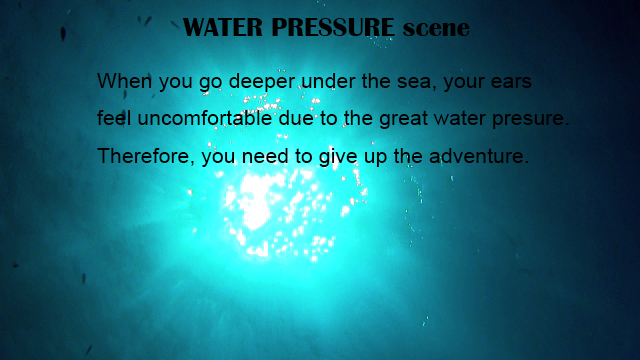 WATER PRESSURE scene
When you go deeper under the sea, your ears
feel uncomfortable due to the great water presure.
Therefore, you need to give up the adventure.